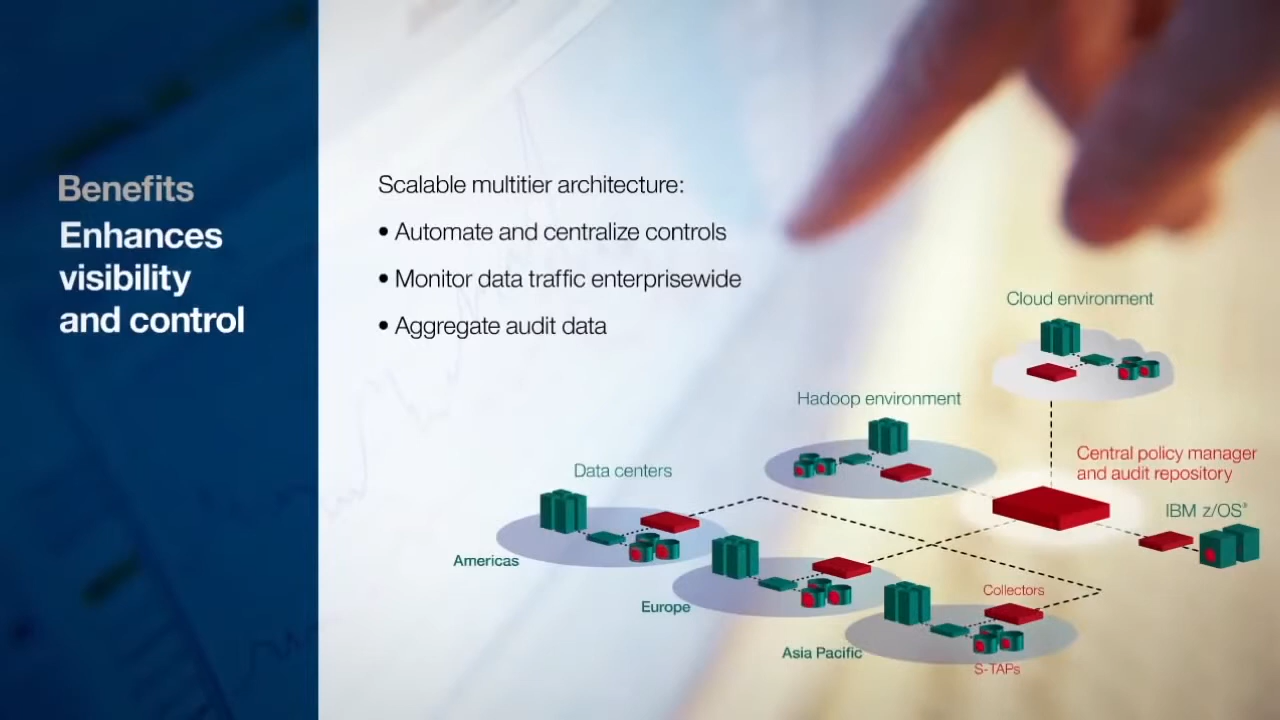 Benefits
Enhances
visibility
and control
Scalable multitier architecture:
• Automate and centralize controls
• Monitor data traffic enterprisewide
• Aggregate audit data
Cloud environment
Hadoop environment
Central policy manager
and audit repository
Data centers
IBM z/OS®
Americas
Collectors
Europe
Asia Pacific
S-TAPs